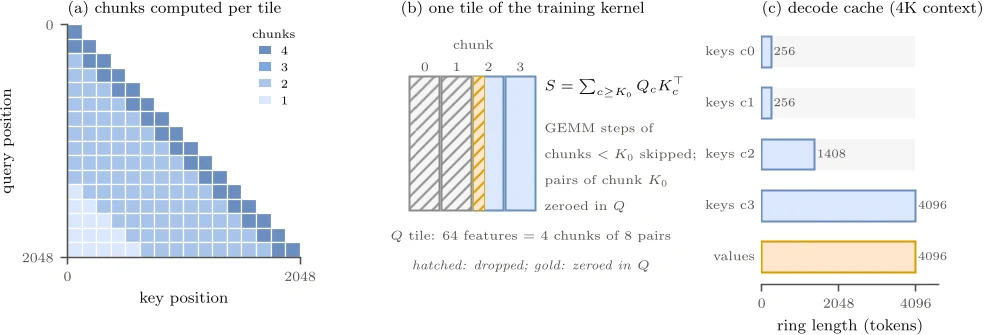 (a) chunks computed per tile
0
chunks
4
3
2
1
query position
2048
0
2048
key position
(b) one tile of the training kernel
chunk
0 1 2 3
S = ∑_{c≥K₀} Q_c K_c^⊤
GEMM steps of
chunks < K₀ skipped;
pairs of chunk K₀
zeroed in Q
Q tile: 64 features = 4 chunks of 8 pairs
hatched: dropped; gold: zeroed in Q
(c) decode cache (4K context)
keys c0 256
keys c1 256
keys c2 1408
keys c3 4096
values 4096
0 2048 4096
ring length (tokens)